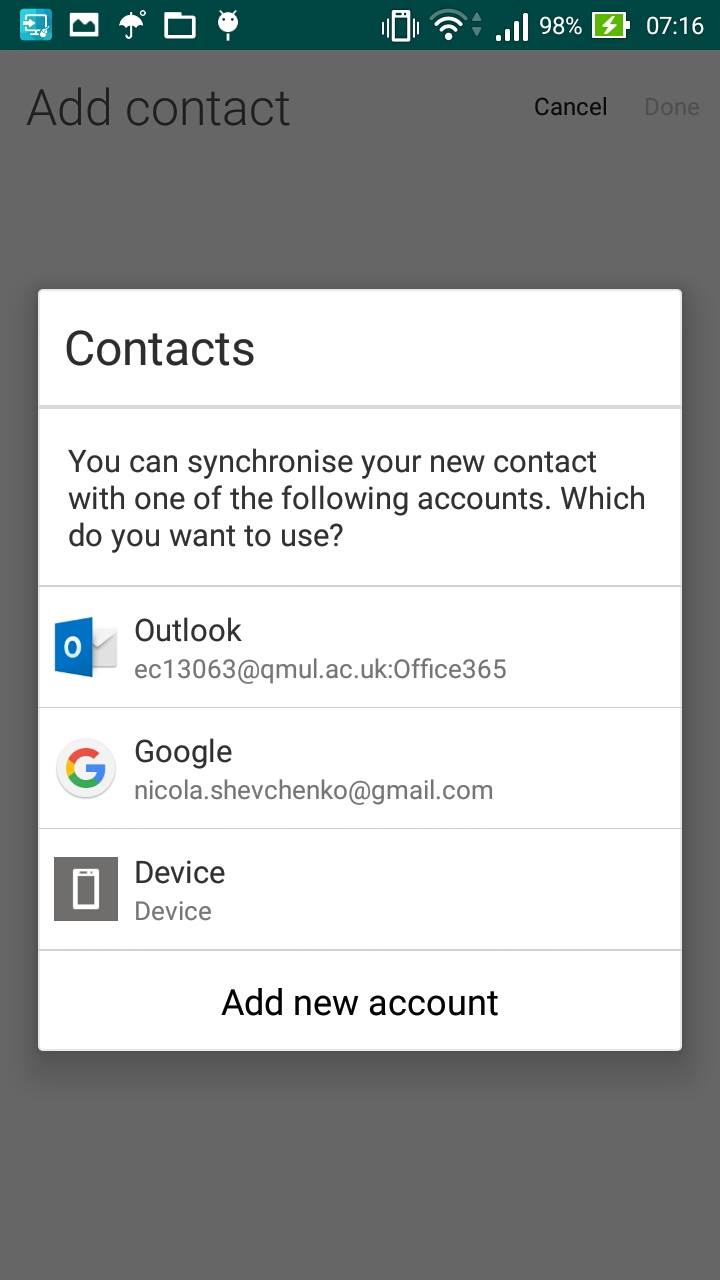 98% 07:16
Add contact Cancel Done
Contacts
You can synchronise your new contact
with one of the following accounts. Which
do you want to use?
Outlook
ec13063@qmul.ac.uk:Office365
Google
nicola.shevchenko@gmail.com
Device
Device
Add new account